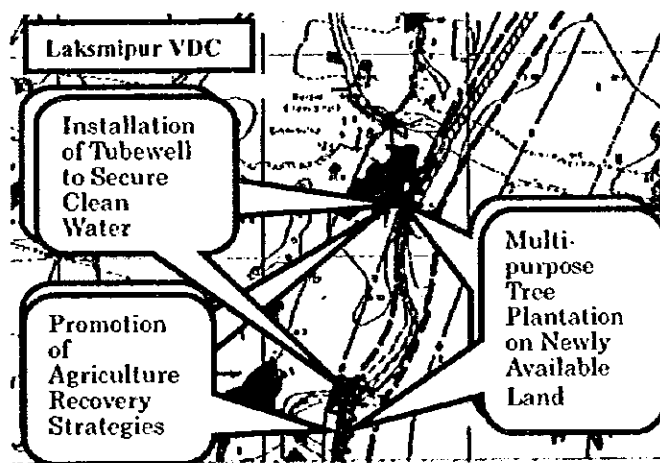 Laksmipur VDC
Installation
of Tubewell
to Secure
Clean
Water
Promotion
of
Agriculture
Recovery
Strategies
Multi-
purpose
Tree
Plantation
on Newly
Available
Land